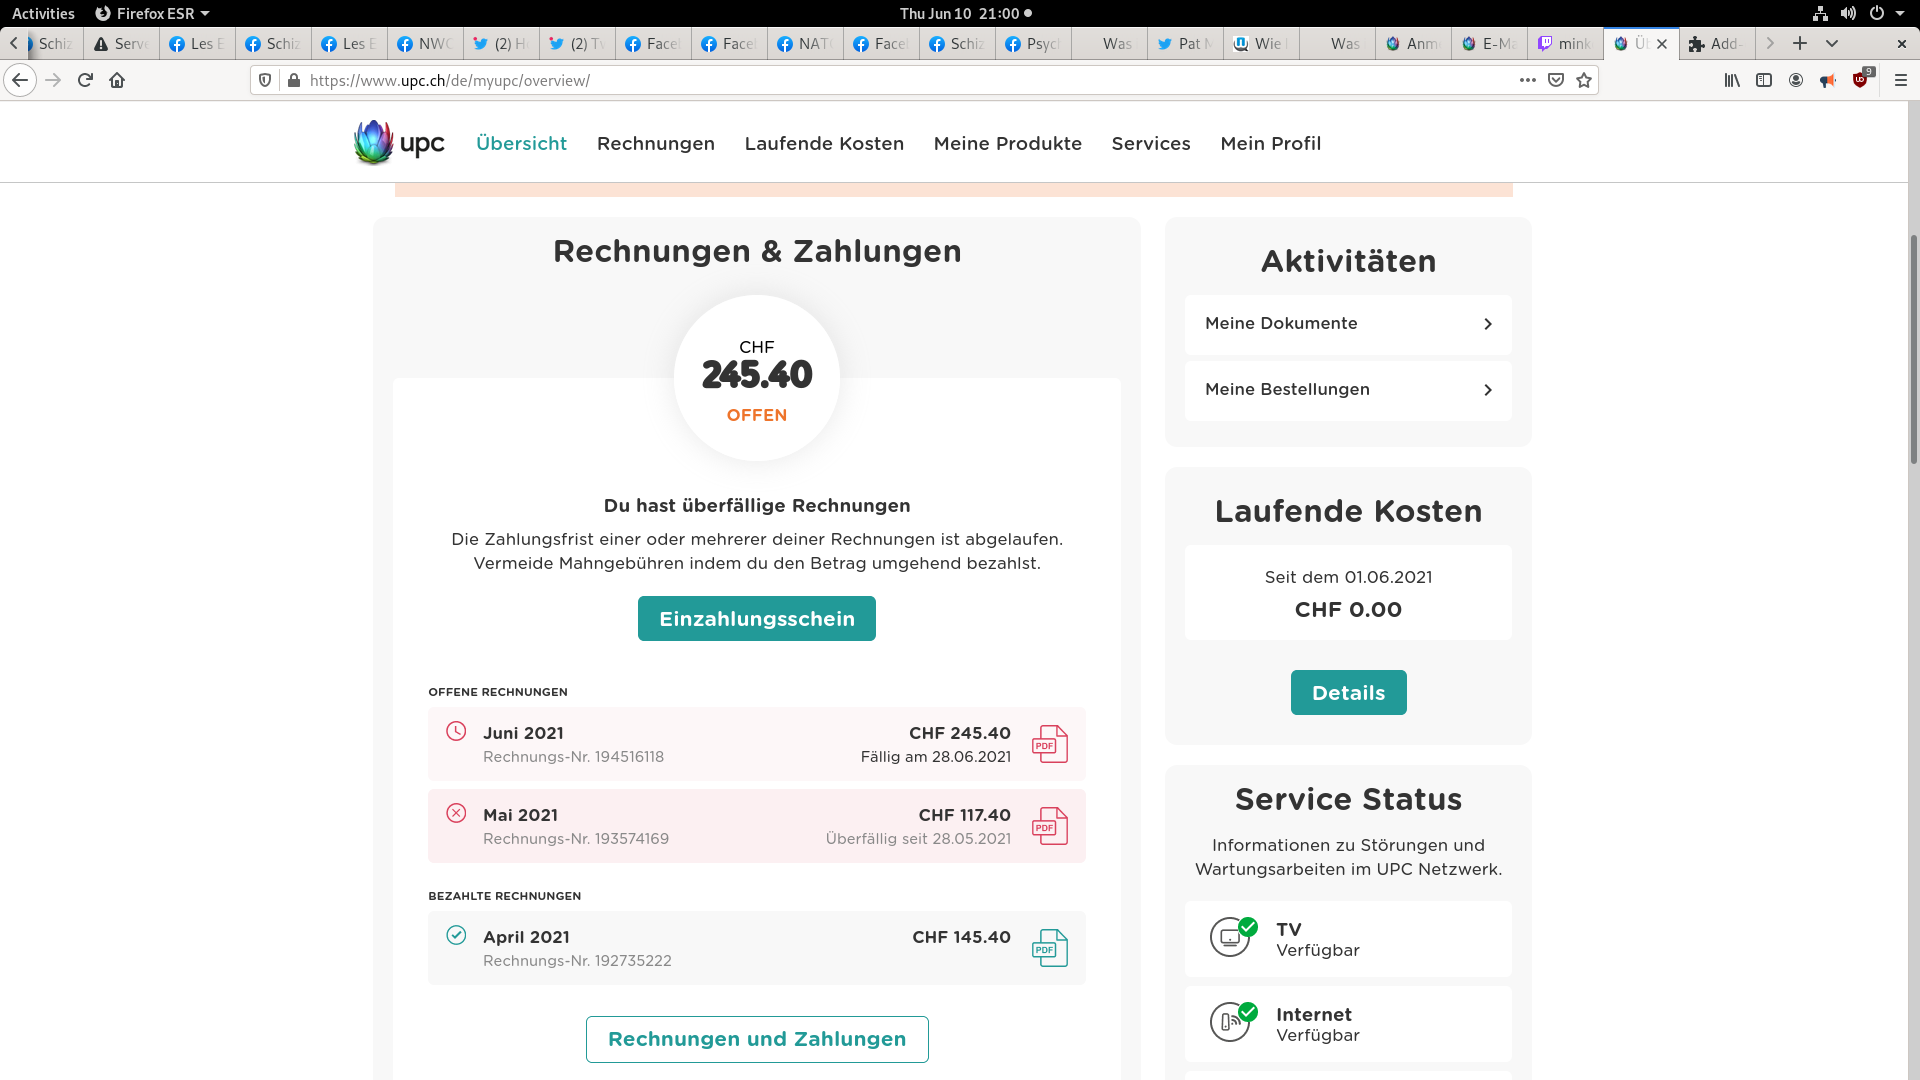 Activities
Firefox ESR
Thu Jun 10 21:00
Schiz
Serve
Les E
Schiz
Les E
NWO
(2) H
(2) Tw
Facel
Facel
NAT
Facel
Schiz
Psyc
Was
Pat
Wie
Was
Anm
E-Ma
mink
Üb
Add-
https://www.upc.ch/de/myupc/overview/
9
upc
Übersicht
Rechnungen
Laufende Kosten
Meine Produkte
Services
Mein Profil
Rechnungen & Zahlungen
CHF
245.40
OFFEN
Du hast überfällige Rechnungen
Die Zahlungsfrist einer oder mehrerer deiner Rechnungen ist abgelaufen.
Vermeide Mahngebühren indem du den Betrag umgehend bezahlst.
Einzahlungsschein
OFFENE RECHNUNGEN
Juni 2021
CHF 245.40
Rechnungs-Nr. 194516118
Fällig am 28.06.2021
PDF
Mai 2021
CHF 117.40
Rechnungs-Nr. 193574169
Überfällig seit 28.05.2021
PDF
BEZAHLTE RECHNUNGEN
April 2021
CHF 145.40
Rechnungs-Nr. 192735222
PDF
Rechnungen und Zahlungen
Aktivitäten
Meine Dokumente
Meine Bestellungen
Laufende Kosten
Seit dem 01.06.2021
CHF 0.00
Details
Service Status
Informationen zu Störungen und
Wartungsarbeiten im UPC Netzwerk.
TV
Verfügbar
Internet
Verfügbar